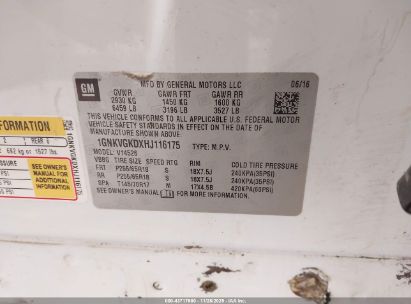 GM
MFD BY GENERAL MOTORS LLC
06/16
GVWR GAWR FRT GAWR RR
2930 KG 1450 KG 1600 KG
6459 LB 3196 LB 3527 LB
THIS VEHICLE CONFORMS TO ALL APPLICABLE U.S. FEDERAL MOTOR
VEHICLE SAFETY STANDARDS IN EFFECT ON THE DATE OF
MANUFACTURE SHOWN ABOVE.
1GNKVGKDXHJ116175 TYPE: M.P.V.
MODEL: V14526
TIRE SIZE SPEED RTG RIM COLD TIRE PRESSURE
FRT P255/65R18 S 18X7.5J 240KPA(35PSI)
RR P255/65R18 S 18X7.5J 240KPA(35PSI)
SPA T145/70R17 M 17X4.5B 420KPA(60PSI)
SEE OWNER'S MANUAL FOR MORE INFORMATION.
INFORMATION
REAR
SEE OWNER'S
MANUAL FOR
ADDITIONAL
INFORMATION